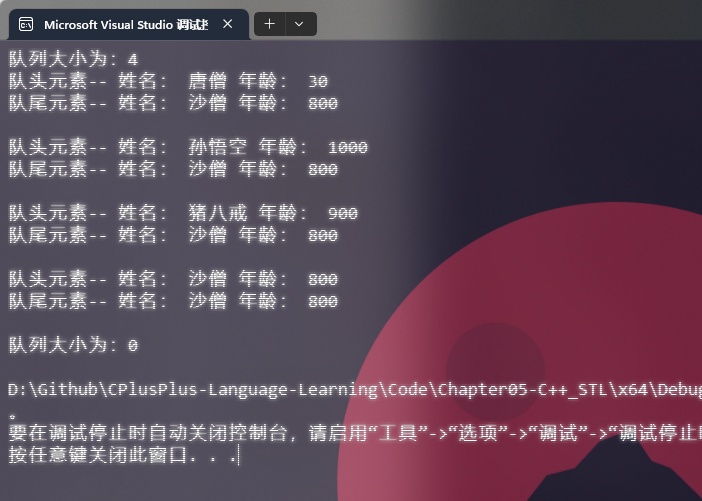 Microsoft Visual Studio 调试
队列大小为: 4
队头元素-- 姓名: 唐僧 年龄: 30
队尾元素-- 姓名: 沙僧 年龄: 800
队头元素-- 姓名: 孙悟空 年龄: 1000
队尾元素-- 姓名: 沙僧 年龄: 800
队头元素-- 姓名: 猪八戒 年龄: 900
队尾元素-- 姓名: 沙僧 年龄: 800
队头元素-- 姓名: 沙僧 年龄: 800
队尾元素-- 姓名: 沙僧 年龄: 800
队列大小为: 0
D:\Github\CPlusPlus-Language-Learning\Code\Chapter05-C++_STL\x64\Debug
。
要在调试停止时自动关闭控制台，请启用“工具”->“选项”->“调试”->“调试停止
按任意键关闭此窗口. . .